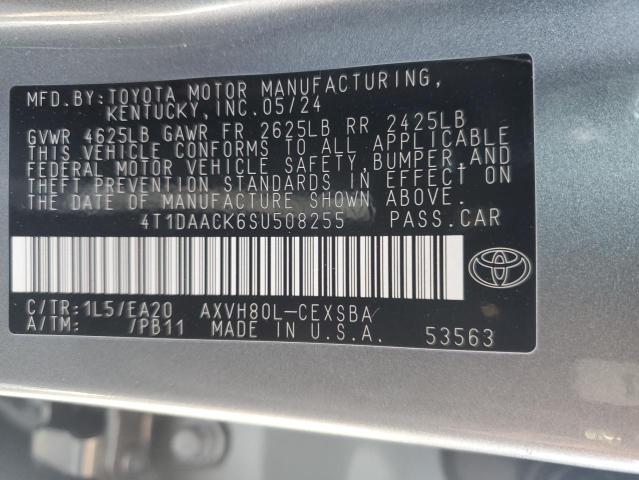 MFD.BY:TOYOTA MOTOR MANUFACTURING,
KENTUCKY, INC. 05/24
GVWR 4625LB GAWR FR 2625LB RR 2425LB
THIS VEHICLE CONFORMS TO ALL APPLICABLE
FEDERAL MOTOR VEHICLE SAFETY, BUMPER, AND
THEFT PREVENTION STANDARDS IN EFFECT ON
THE DATE OF MANUFACTURE SHOWN ABOVE.
4T1DAACK6SU508255 PASS.CAR
C/TR:1L5/EA20 AXVH80L-CEXSBA
A/TM: /PB11 MADE IN U.S.A. 53563